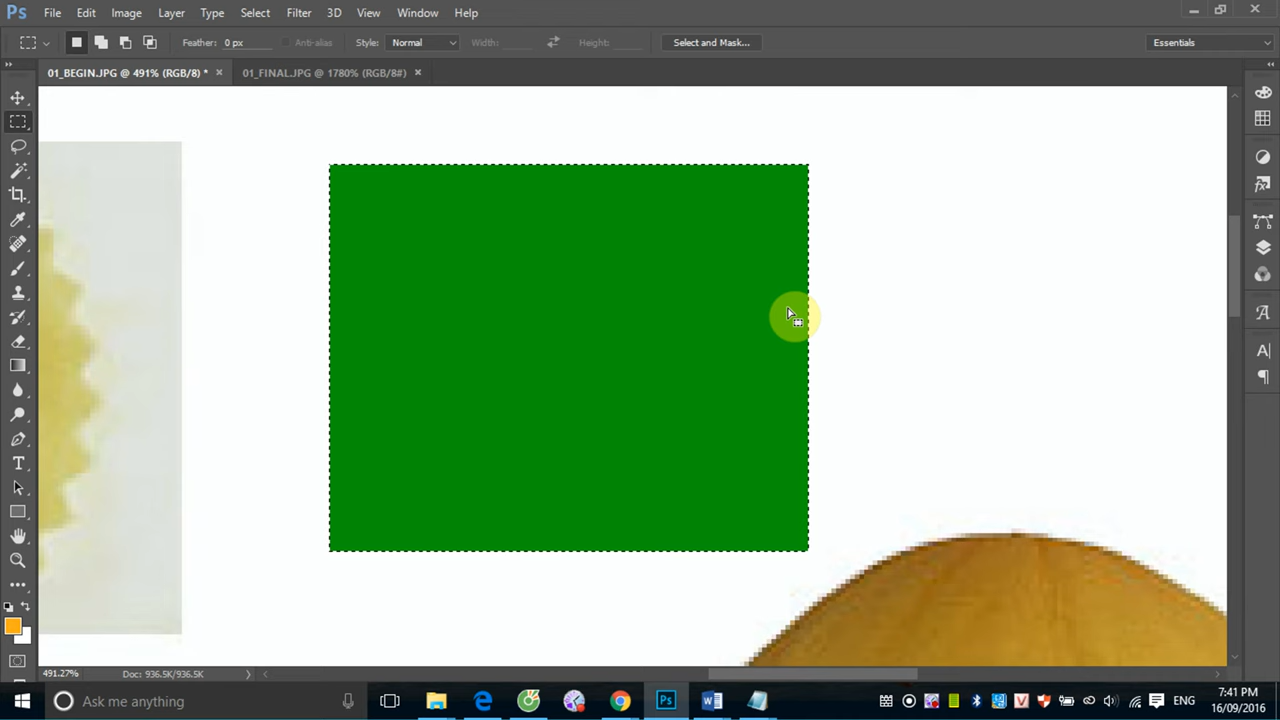 Ps File Edit Image Layer Type Select Filter 3D View Window Help
Feather: 0 px Anti-alias Style: Normal Width: Height: Select and Mask... Essentials
01_BEGIN.JPG @ 491% (RGB/8) * × 01_FINAL.JPG @ 1780% (RGB/8#) ×
491.27% Doc: 936.5K/936.5K
Ask me anything
ENG
7:41 PM
16/09/2016